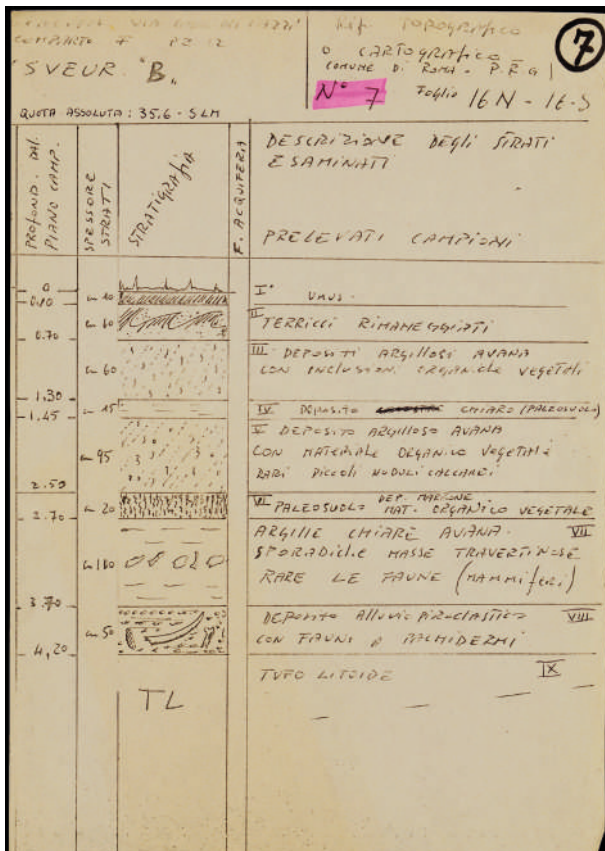 COMPARTO F PZ 12
SVEUR "B"
QUOTA ASSOLUTA: 35.6 - SLM
Rif. TOPOGRAFICO
O CARTOGRAFICO
COMUNE DI ROMA - P.R.G
N° 7 Foglio 16N - 16-S
7
PROFOND. DAL
PIANO CAMP.
SPESSORE
STRATI
STRATIGRAFIA
F. ACQUIFERA
DESCRIZIONE DEGLI STRATI
ESAMINATI
PRELEVATI CAMPIONI
0
0.10
0.70
1.30
1.45
2.50
2.70
3.70
4,20
10
60
60
15
95
20
50
I°
II TERRICCI RIMANEGGIATI
III DEPOSITI ARGILLOSI AVANA
CON INCLUSIONI ORGANICHE VEGETALI
IV DEPOSITO CHIARO (PALEOSUOLO)
V DEPOSITO ARGILLOSO AVANA
CON MATERIALE ORGANICO VEGETALE
RARI PICCOLI NODULI CALCAREI
DEP. MARRONE
VI PALEOSUOLO MAT. ORGANICO VEGETALE
ARGILLE CHIARE AVANA. VII
SPORADICHE MASSE TRAVERTINOSE
RARE LE FAUNE (MAMMIFERI)
DEPOSITO ALLUVIO PIROCLASTICO VIII
CON FAUNE A PACHIDERMI
TUFO LITOIDE IX
TL